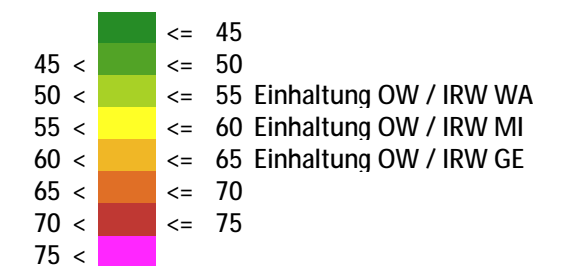 <= 45
45 < <= 50
50 < <= 55 Einhaltung OW / IRW WA
55 < <= 60 Einhaltung OW / IRW MI
60 < <= 65 Einhaltung OW / IRW GE
65 < <= 70
70 < <= 75
75 <